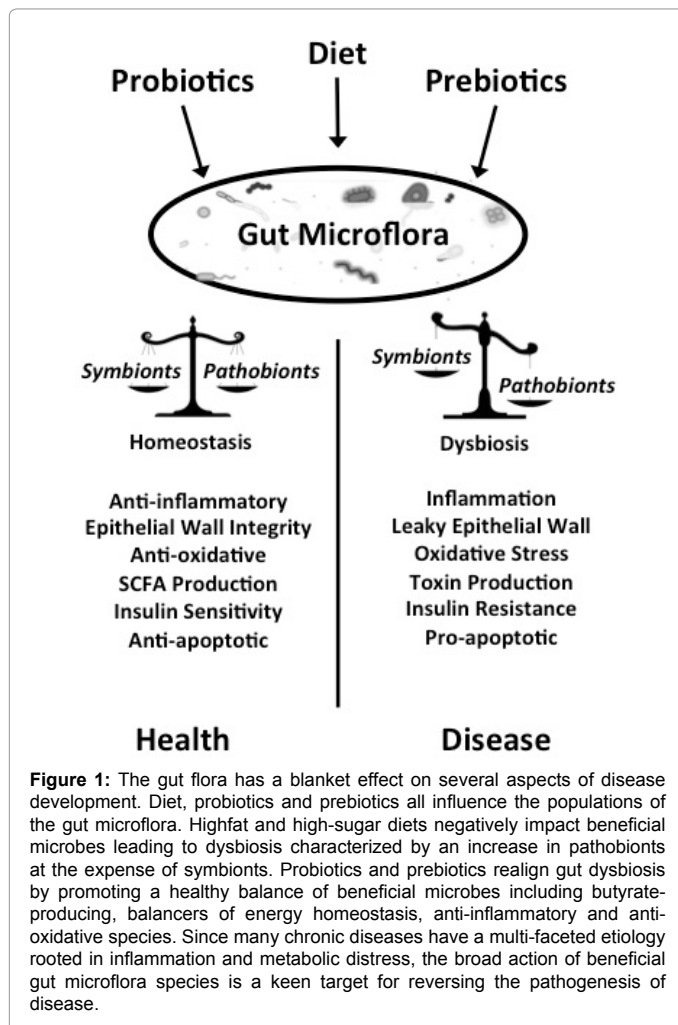 Diet
Probiotics
Prebiotics
Gut Microflora
Symbionts Pathobionts
Homeostasis
Anti-inflammatory
Epithelial Wall Integrity
Anti-oxidative
SCFA Production
Insulin Sensitivity
Anti-apoptotic
Health
Symbionts
Pathobionts
Dysbiosis
Inflammation
Leaky Epithelial Wall
Oxidative Stress
Toxin Production
Insulin Resistance
Pro-apoptotic
Disease
Figure 1: The gut flora has a blanket effect on several aspects of disease
development. Diet, probiotics and prebiotics all influence the populations of
the gut microflora. Highfat and high-sugar diets negatively impact beneficial
microbes leading to dysbiosis characterized by an increase in pathobionts
at the expense of symbionts. Probiotics and prebiotics realign gut dysbiosis
by promoting a healthy balance of beneficial microbes including butyrate-
producing, balancers of energy homeostasis, anti-inflammatory and anti-
oxidative species. Since many chronic diseases have a multi-faceted etiology
rooted in inflammation and metabolic distress, the broad action of beneficial
gut microflora species is a keen target for reversing the pathogenesis of
disease.